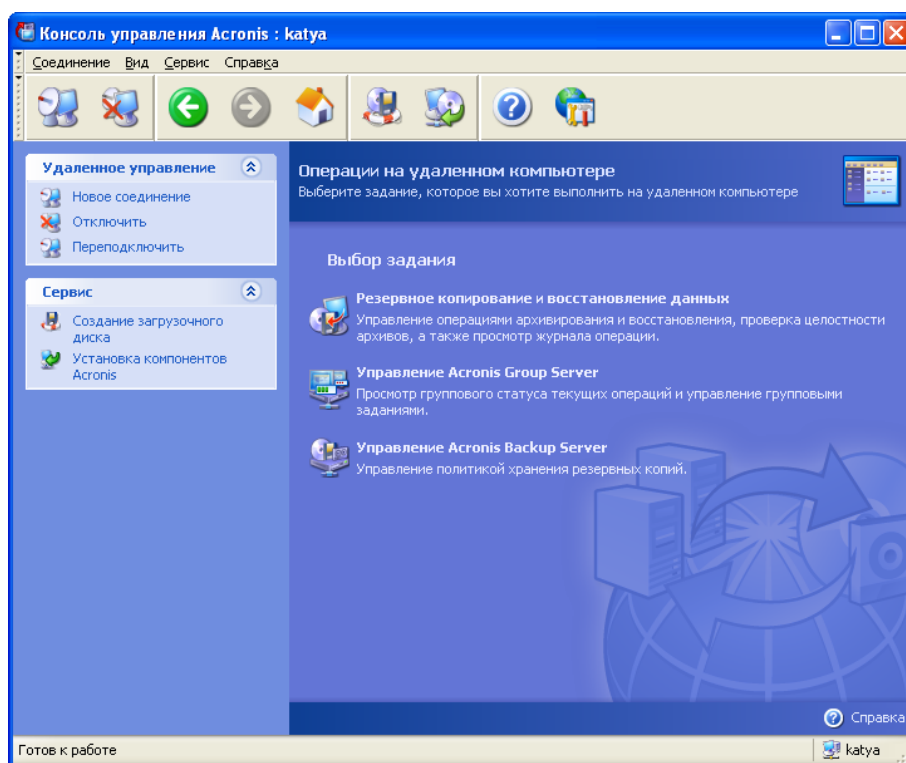 Консоль управления Acronis : katya
Соединение Вид Сервис Справка
Удаленное управление
Новое соединение
Отключить
Переподключить
Сервис
Создание загрузочного
диска
Установка компонентов
Acronis
Операции на удаленном компьютере
Выберите задание, которое вы хотите выполнить на удаленном компьютере
Выбор задания
Резервное копирование и восстановление данных
Управление операциями архивирования и восстановления, проверка целостности
архивов, а также просмотр журнала операции.
Управление Acronis Group Server
Просмотр группового статуса текущих операций и управление групповыми
заданиями.
Управление Acronis Backup Server
Управление политикой хранения резервных копий.
Справка
Готов к работе
katya